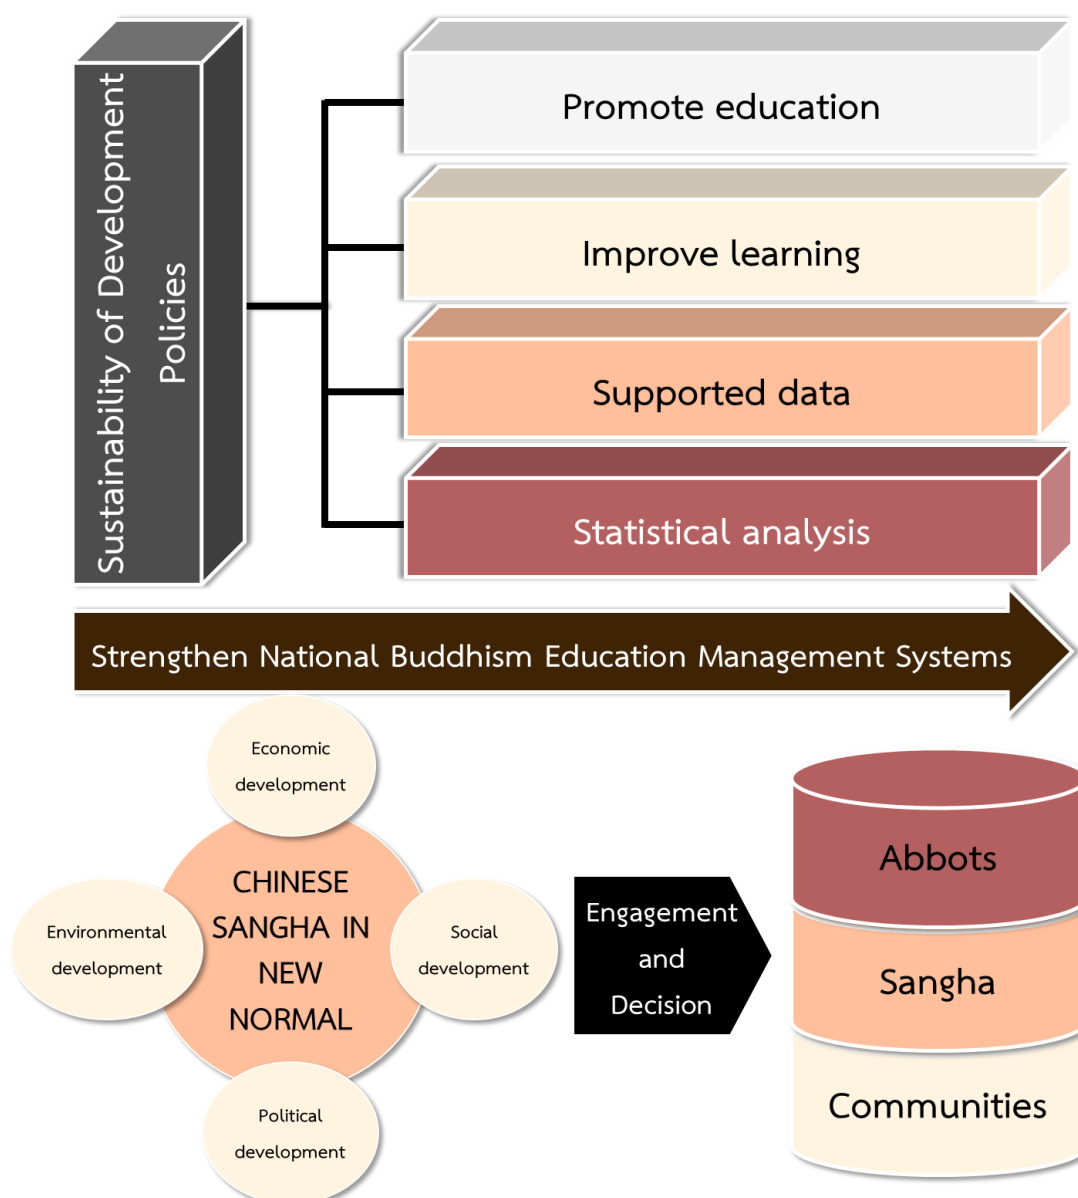 Sustainability of Development
Policies
Promote education
Improve learning
Supported data
Statistical analysis
Strengthen National Buddhism Education Management Systems
Economic
development
Environmental
development
CHINESE
SANGHA IN
NEW
NORMAL
Social
development
Political
development
Engagement
and
Decision
Abbots
Sangha
Communities